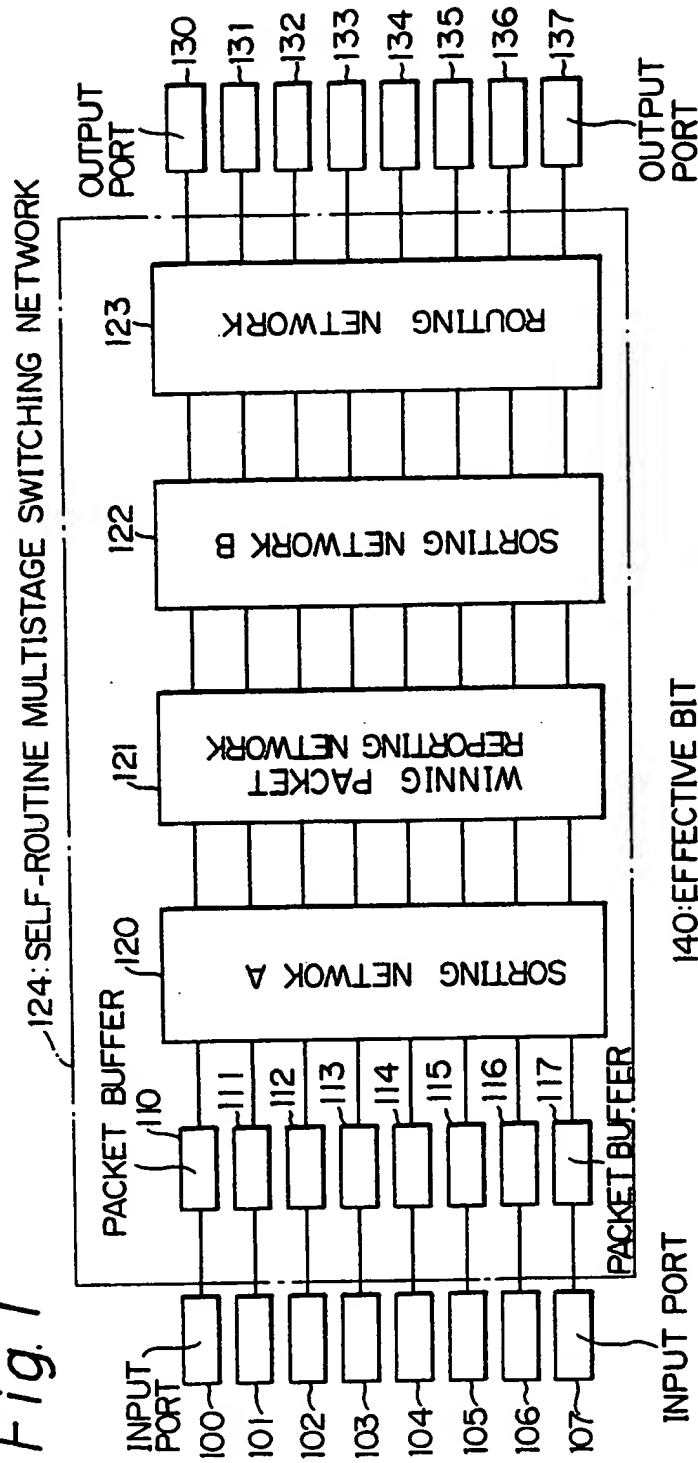 Fig. 1
124: SELF-ROUTINE MULTISTAGE SWITCHING NETWORK
INPUT
PORT
100
101
102
103
104
105
106
107
INPUT PORT
PACKET BUFFER
110
111
112
113
114
115
116
117
PACKET BUFFER
120
SORTING NETWOK A
121
WINNIG PACKET
REPORTING NETWORK
122
SORTING NETWORK B
123
ROUTING NETWORK
OUTPUT
PORT
130
131
132
133
134
135
136
137
OUTPUT
PORT
140: EFFECTIVE BIT